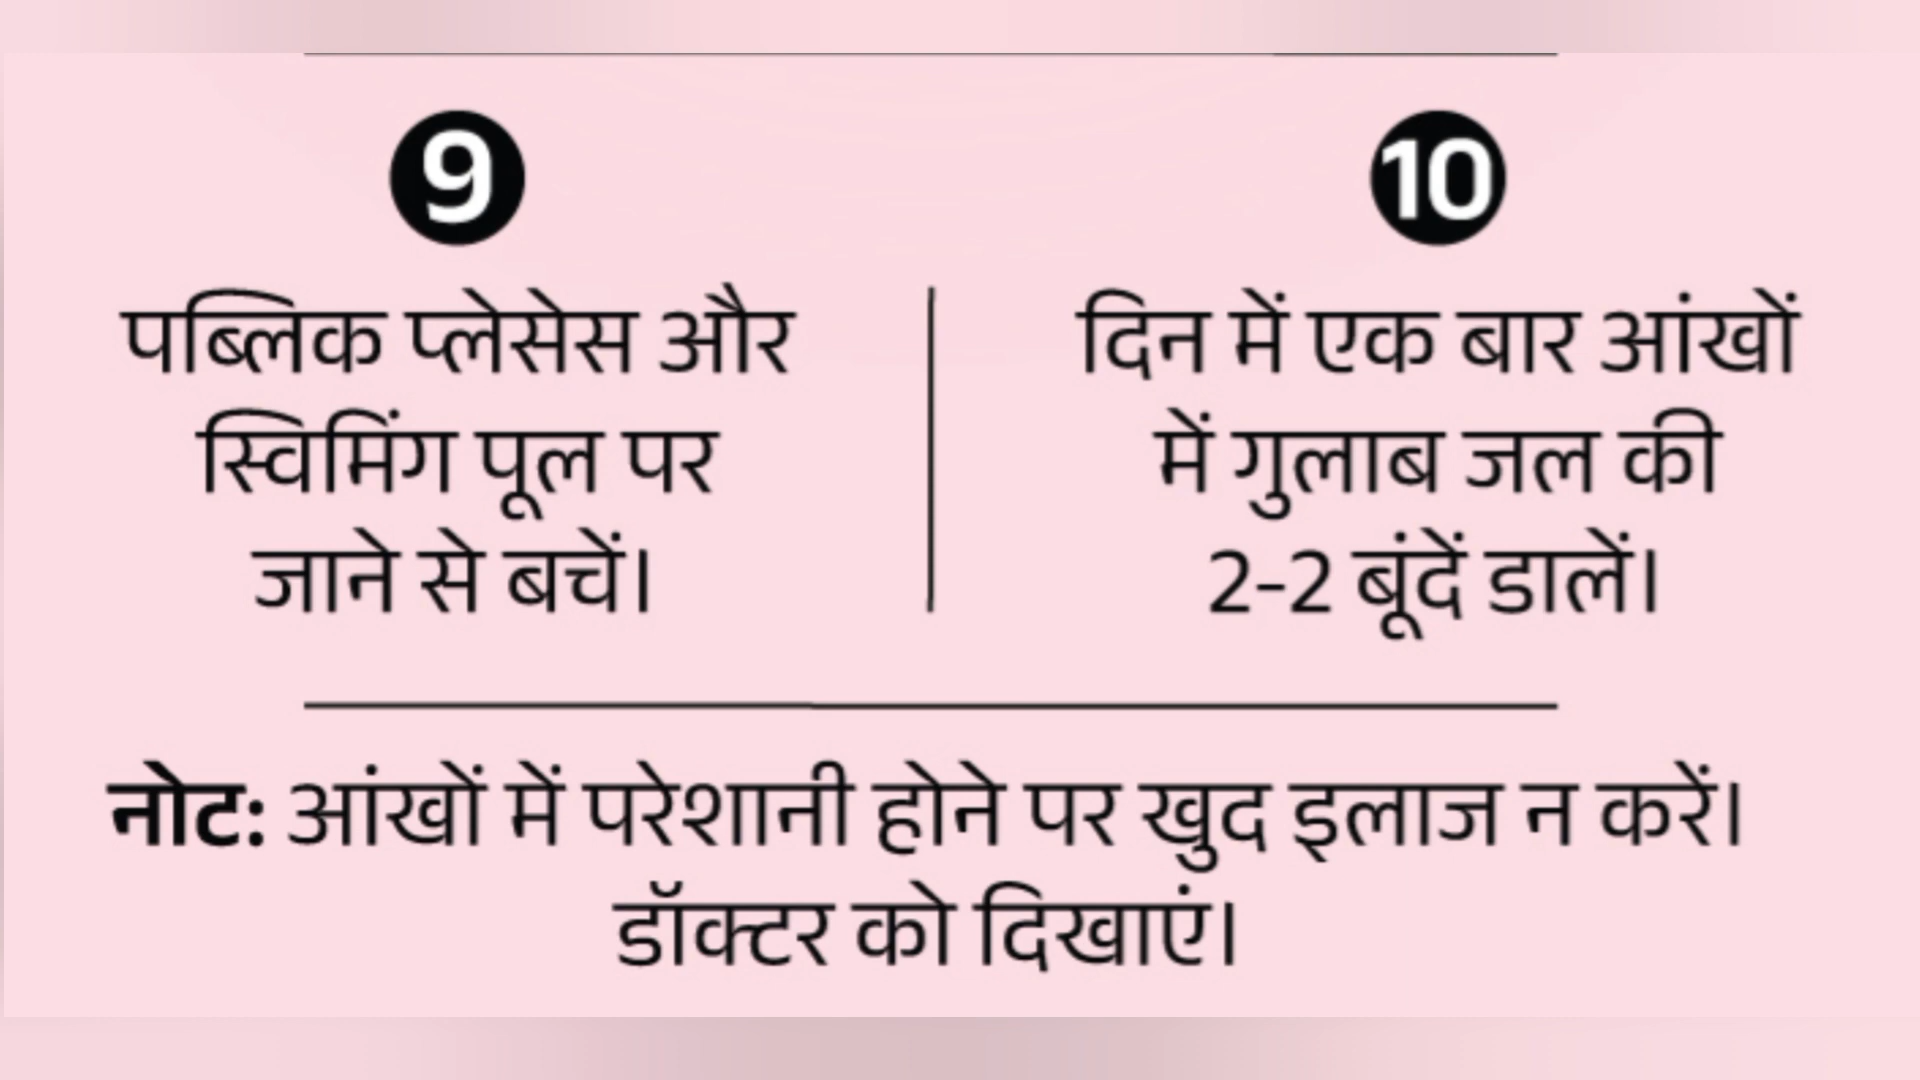 9
पब्लिक प्लेसेस और
स्विमिंग पूल पर
जाने से बचें।
10
दिन में एक बार आंखों
में गुलाब जल की
2-2 बूंदें डालें।
नोट: आंखों में परेशानी होने पर खुद इलाज न करें।
डॉक्टर को दिखाएं।